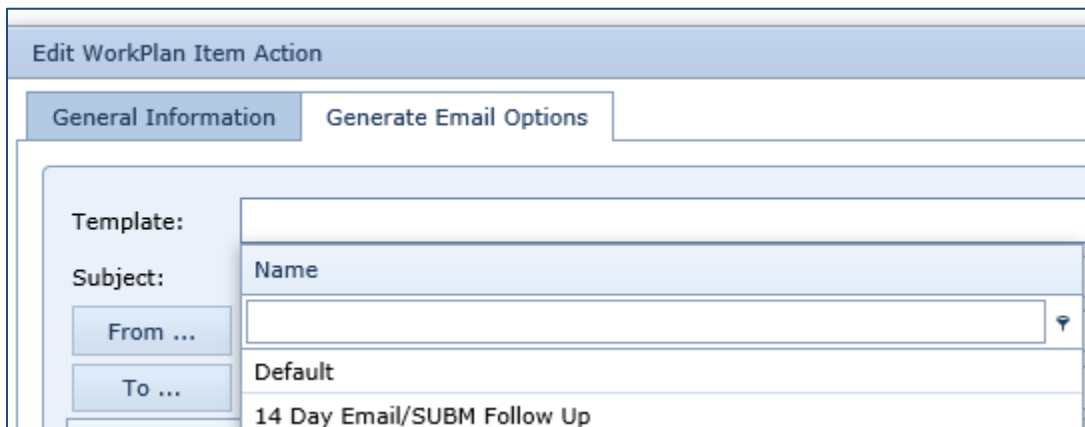 Edit WorkPlan Item Action
General Information Generate Email Options
Template:
Name
Subject:
From ...
Default
To ...
14 Day Email/SUBM Follow Up